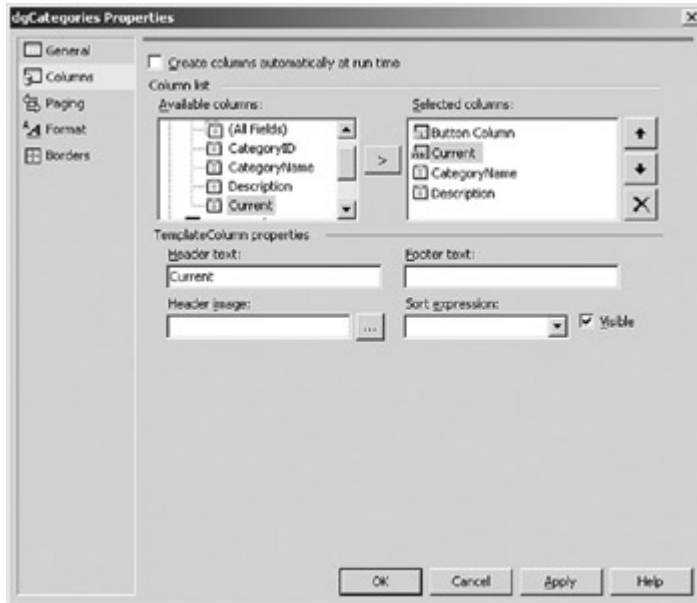 dgCategories Properties
General
Columns
Paging
Format
Borders
Create columns automatically at run time
Column list
Available columns:
(All Fields)
CategoryID
CategoryName
Description
Current
>
Selected columns:
Button Column
Current
CategoryName
Description
TemplateColumn properties
Header text:
Current
Footer text:
Header image:
...
Sort expression:
Visible
OK
Cancel
Apply
Help